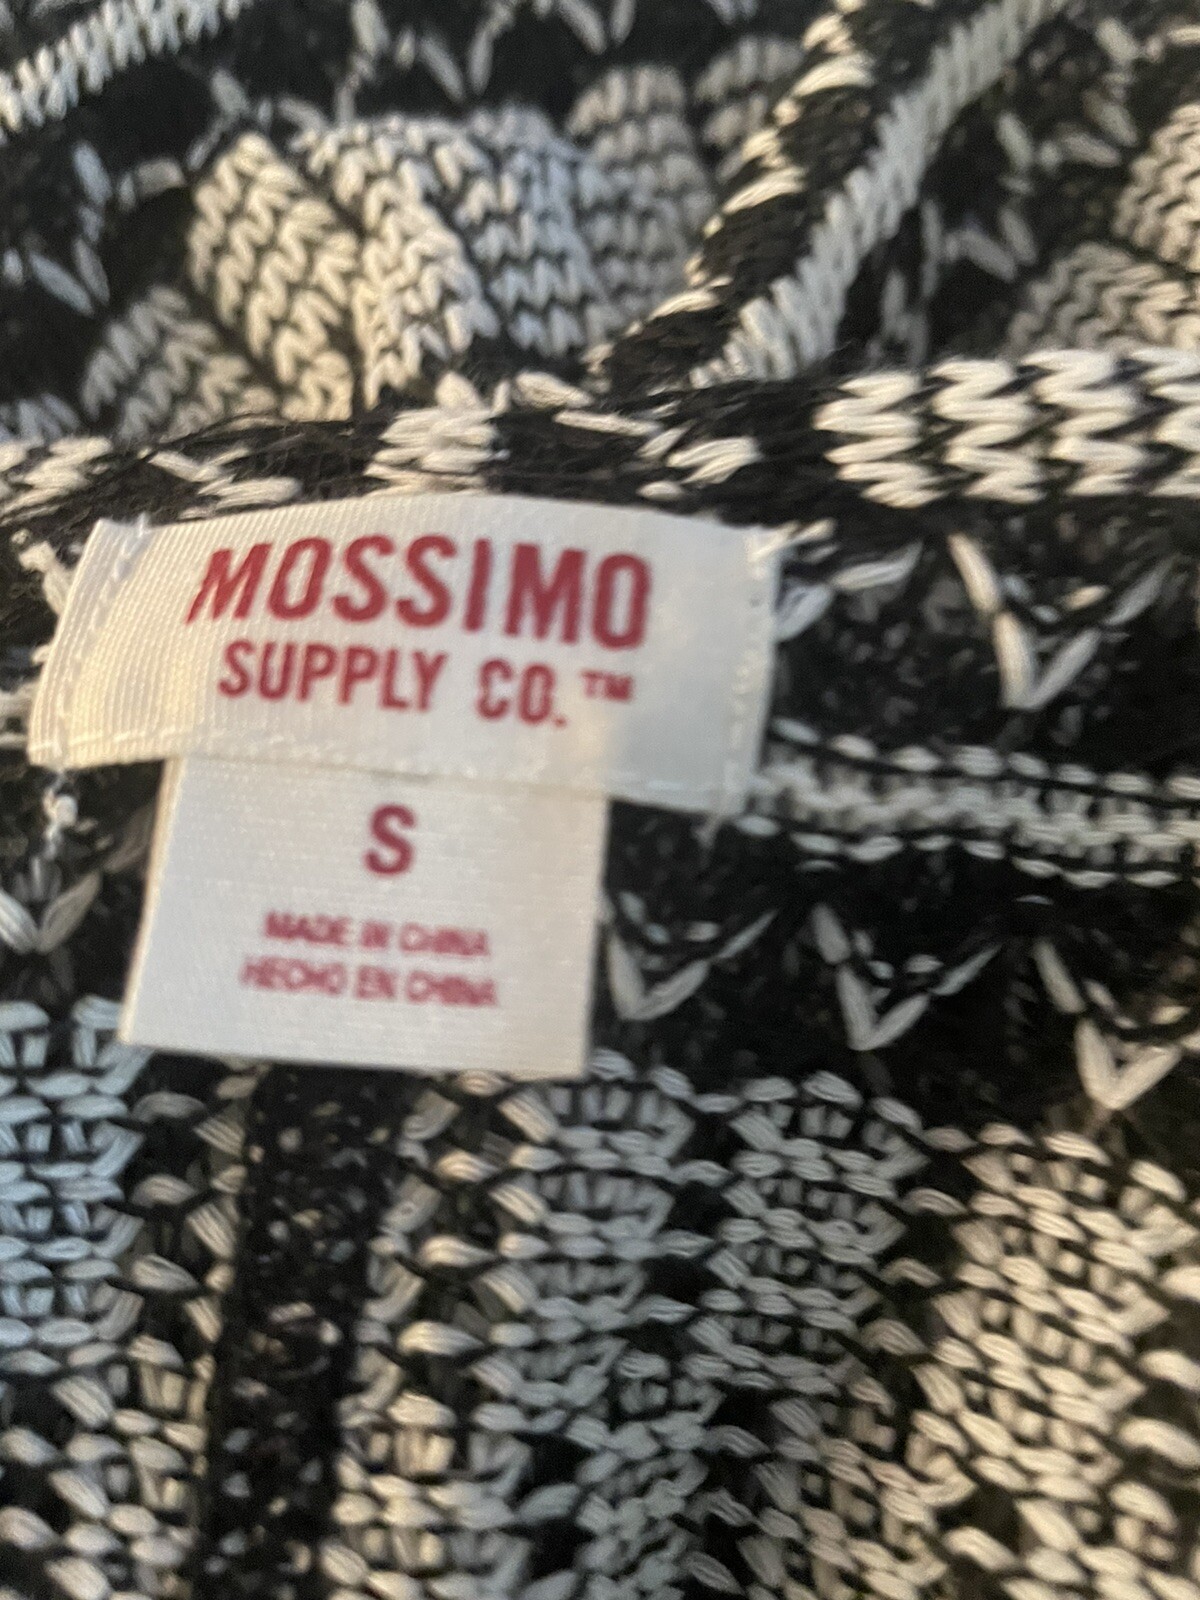 MOSSIMO
SUPPLY CO.™
S
MADE IN CHINA
HECHO EN CHINA